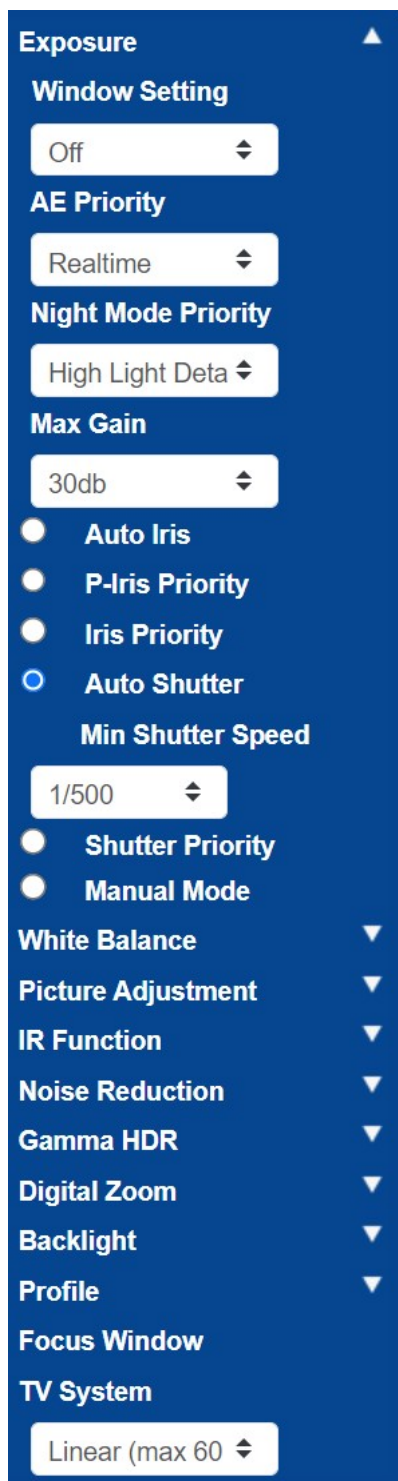 Exposure
Window Setting
Off
AE Priority
Realtime
Night Mode Priority
High Light Deta
Max Gain
30db
Auto Iris
P-Iris Priority
Iris Priority
Auto Shutter
Min Shutter Speed
1/500
Shutter Priority
Manual Mode
White Balance
Picture Adjustment
IR Function
Noise Reduction
Gamma HDR
Digital Zoom
Backlight
Profile
Focus Window
TV System
Linear (max 60